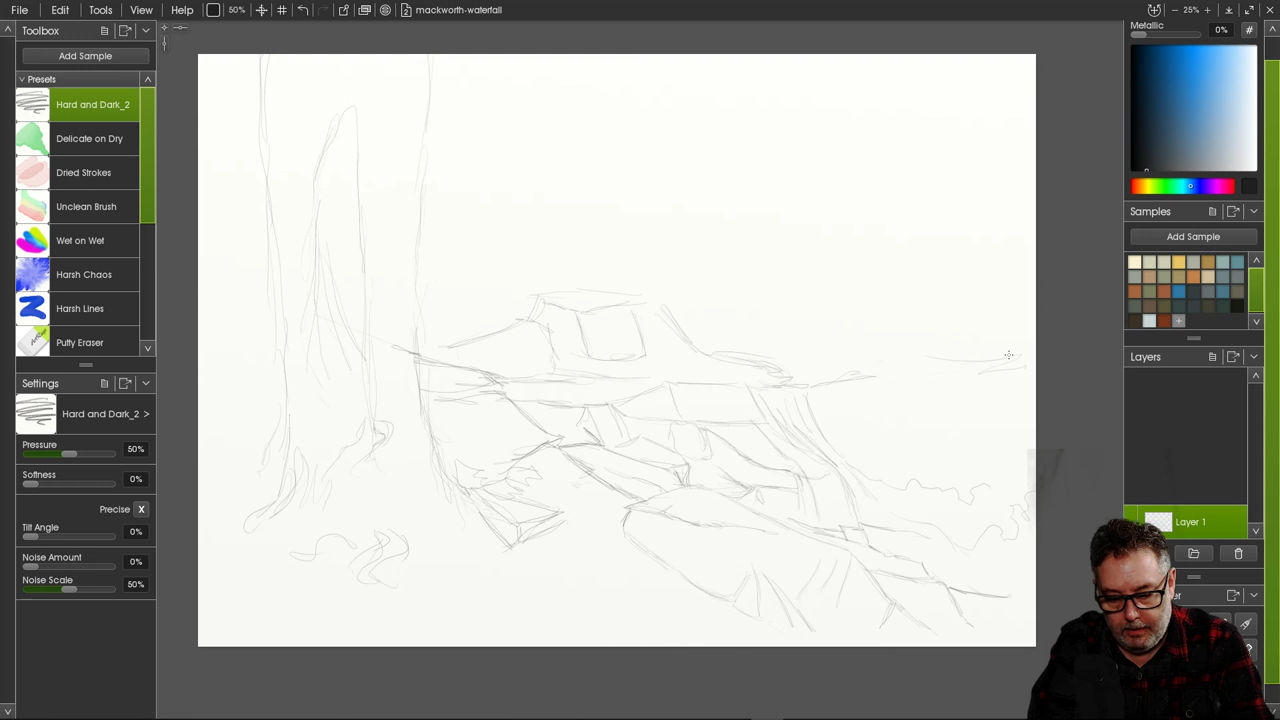 File Edit Tools View Help 50% 2 mackworth-waterfall 25%
Toolbox
Add Sample
Presets
Hard and Dark_2
Delicate on Dry
Dried Strokes
Unclean Brush
Wet on Wet
Harsh Chaos
Harsh Lines
Putty Eraser
Settings
Hard and Dark_2 >
Pressure 50%
Softness 0%
Precise X
Tilt Angle 0%
Noise Amount 0%
Noise Scale 50%
Metallic 0% #
Samples
Add Sample
Layers
Layer 1